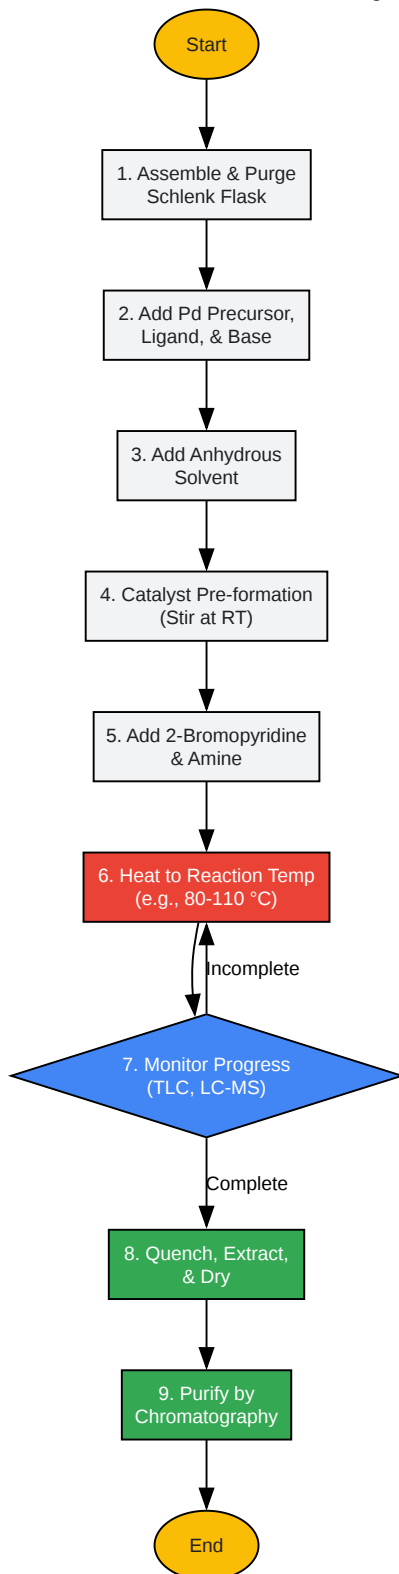 Start
1. Assemble & Purge
Schlenk Flask
2. Add Pd Precursor,
Ligand, & Base
3. Add Anhydrous
Solvent
4. Catalyst Pre-formation
(Stir at RT)
5. Add 2-Bromopyridine
& Amine
6. Heat to Reaction Temp
(e.g., 80-110 °C)
Incomplete
7. Monitor Progress
(TLC, LC-MS)
Complete
8. Quench, Extract,
& Dry
9. Purify by
Chromatography
End